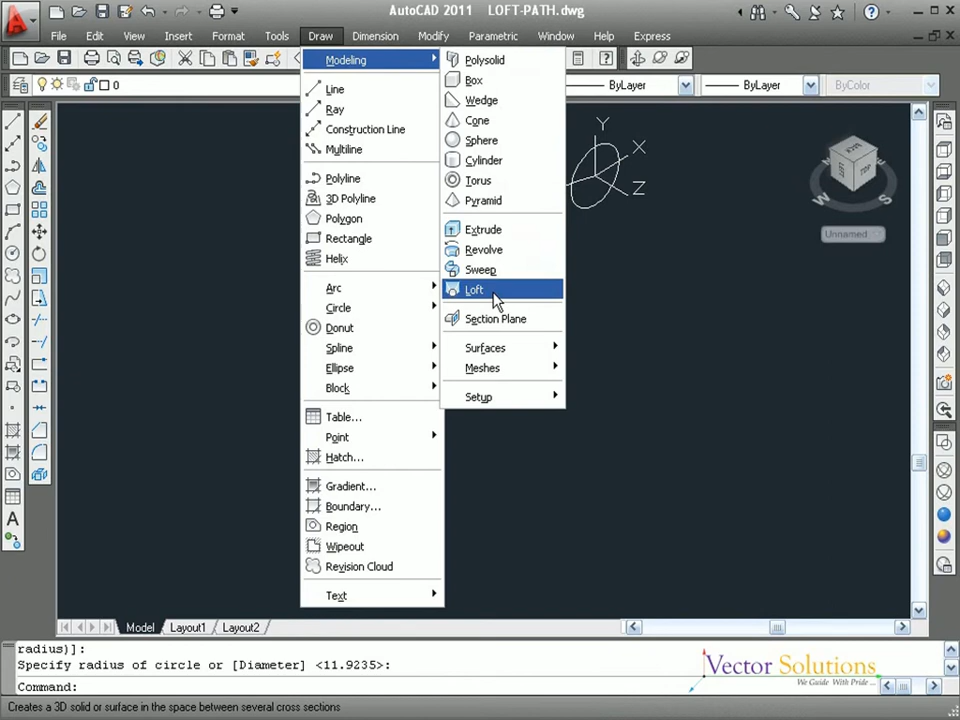 AutoCAD 2011 LOFT-PATH.dwg
File Edit View Insert Format Tools Draw Dimension Modify Parametric Window Help Express
0 ByLayer ByLayer ByColor
Modeling
Line
Ray
Construction Line
Multiline
Polyline
3D Polyline
Polygon
Rectangle
Helix
Arc
Circle
Donut
Spline
Ellipse
Block
Table...
Point
Hatch...
Gradient...
Boundary...
Region
Wipeout
Revision Cloud
Text
Polysolid
Box
Wedge
Cone
Sphere
Cylinder
Torus
Pyramid
Extrude
Revolve
Sweep
Loft
Section Plane
Surfaces
Meshes
Setup
Y
X
Z
W S
Unnamed
A
Model Layout1 Layout2
radius)]:
Specify radius of circle or [Diameter] <11.9235>:
Command:
Vector Solutions
We Guide With Pride ...
Creates a 3D solid or surface in the space between several cross sections